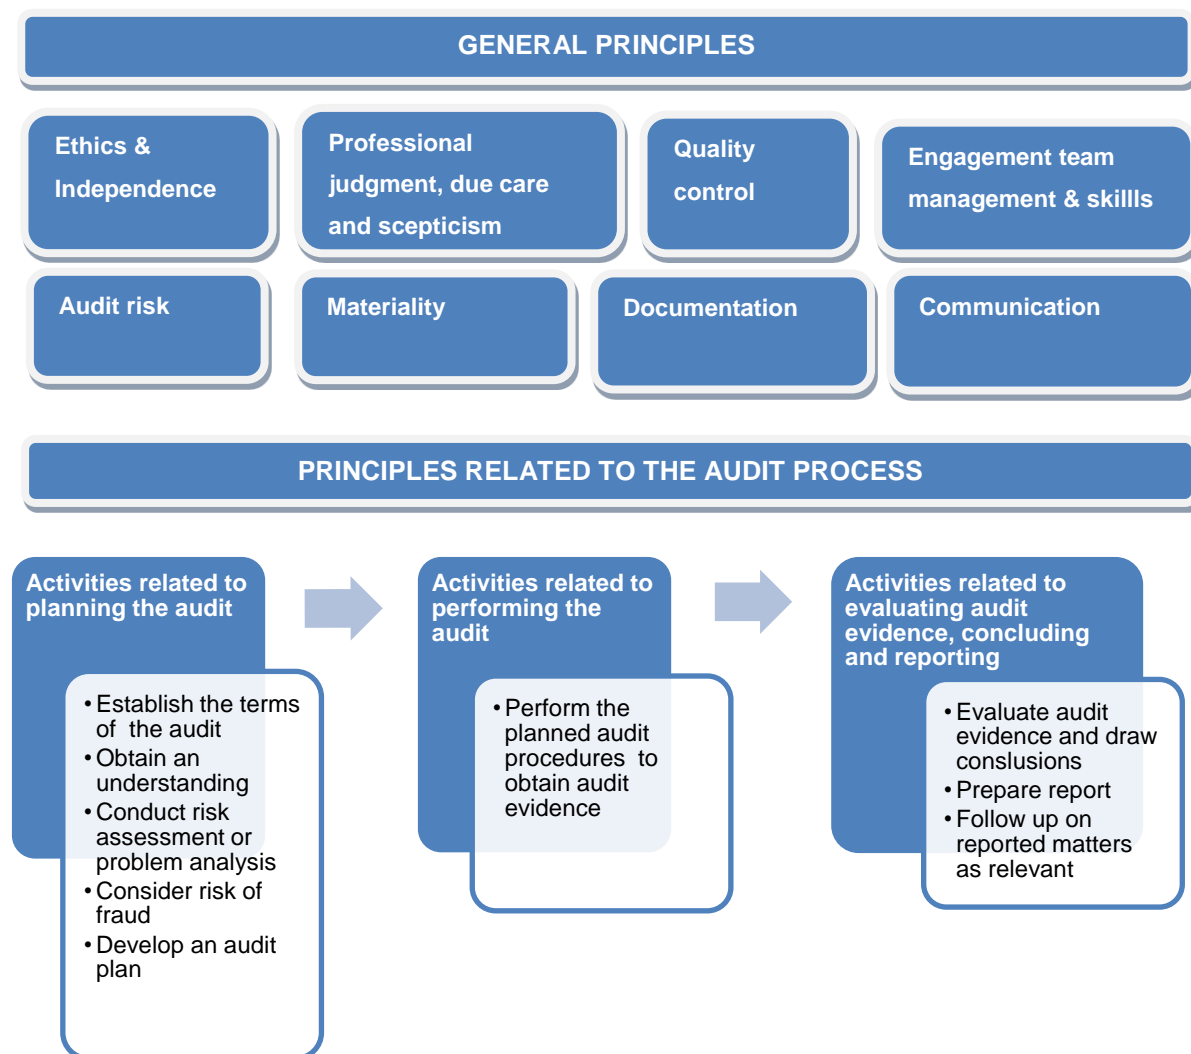 GENERAL PRINCIPLES
Ethics &
Independence
Professional
judgment, due care
and scepticism
Quality
control
Engagement team
management & skillls
Audit risk
Materiality
Documentation
Communication
PRINCIPLES RELATED TO THE AUDIT PROCESS
Activities related to
planning the audit
• Establish the terms
of the audit
• Obtain an
understanding
• Conduct risk
assessment or
problem analysis
• Consider risk of
fraud
• Develop an audit
plan
Activities related to
performing the
audit
• Perform the
planned audit
procedures to
obtain audit
evidence
Activities related to
evaluating audit
evidence, concluding
and reporting
• Evaluate audit
evidence and draw
conslusions
• Prepare report
• Follow up on
reported matters
as relevant